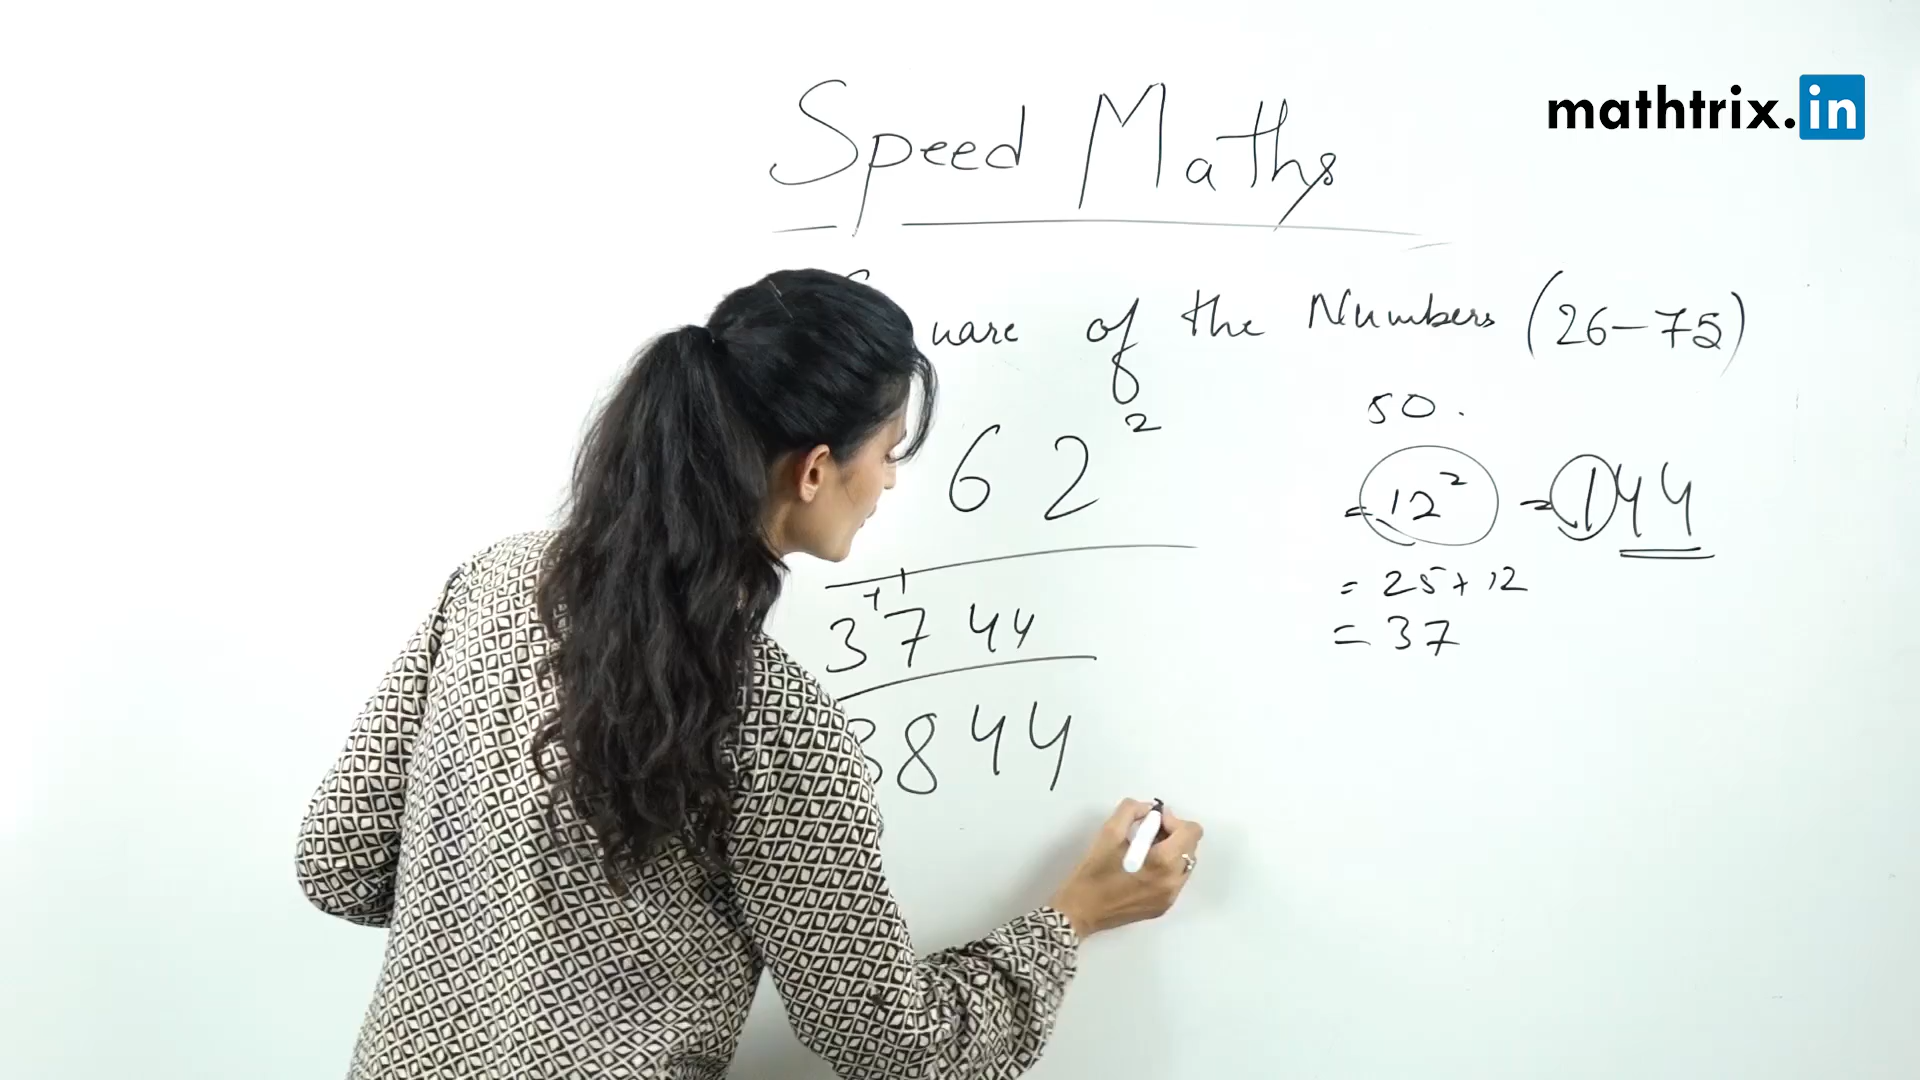 Speed Maths
mathtrix.in
uare of the Numbers (26-75)
50.
62²
= 12² = 144
= 25+12
+1
3744
= 37
3844